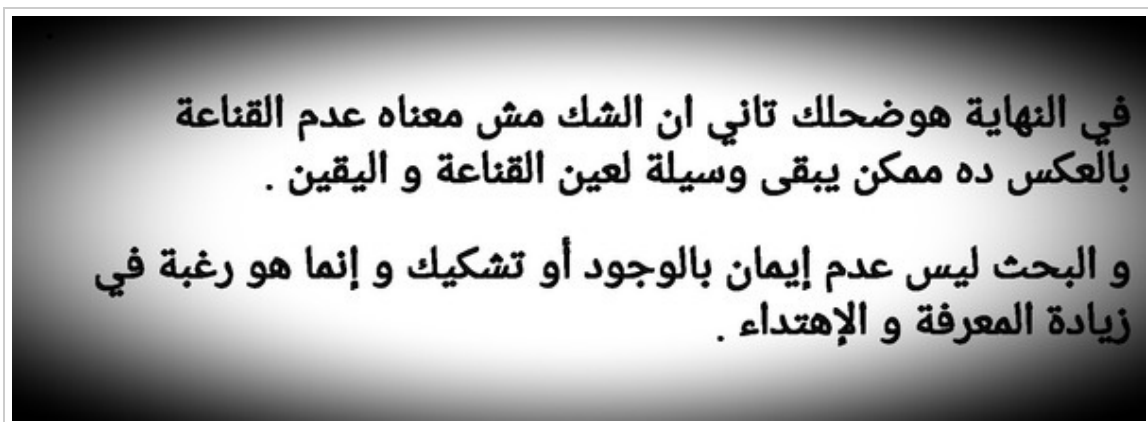 في النهاية هوضحلك تاني ان الشك مش معناه عدم القناعة
بالعكس ده ممكن يبقى وسيلة لعين القناعة و اليقين .
و البحث ليس عدم إيمان بالوجود أو تشكيك و إنما هو رغبة في
زيادة المعرفة و الإهتداء .